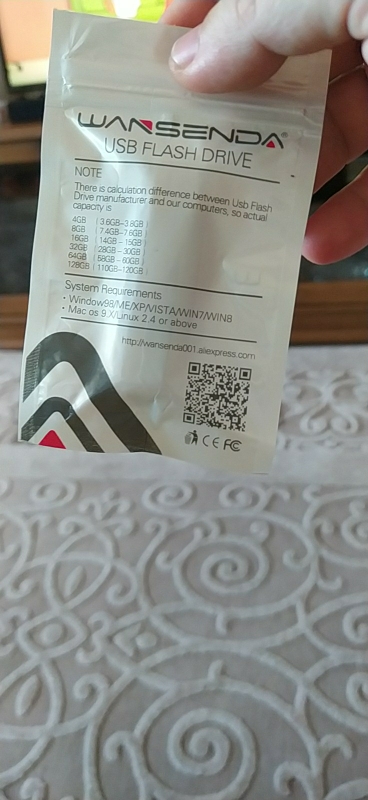 WANSENDA®
USB FLASH DRIVE
NOTE
There is calculation difference between Usb Flash
Drive manufacturer and our computers, so actual
capacity is
4GB ( 3.6GB-3.8GB )
8GB ( 7.4GB-7.6GB )
16GB ( 14GB - 15GB )
32GB ( 28GB - 30GB )
64GB ( 58GB - 60GB )
128GB ( 110GB-120GB )
System Requirements
• Window98/ME/XP/VISTA/WIN7/WIN8
• Mac os 9.X/Linux 2.4 or above
http://wansenda001.aliexpress.com
CE FC